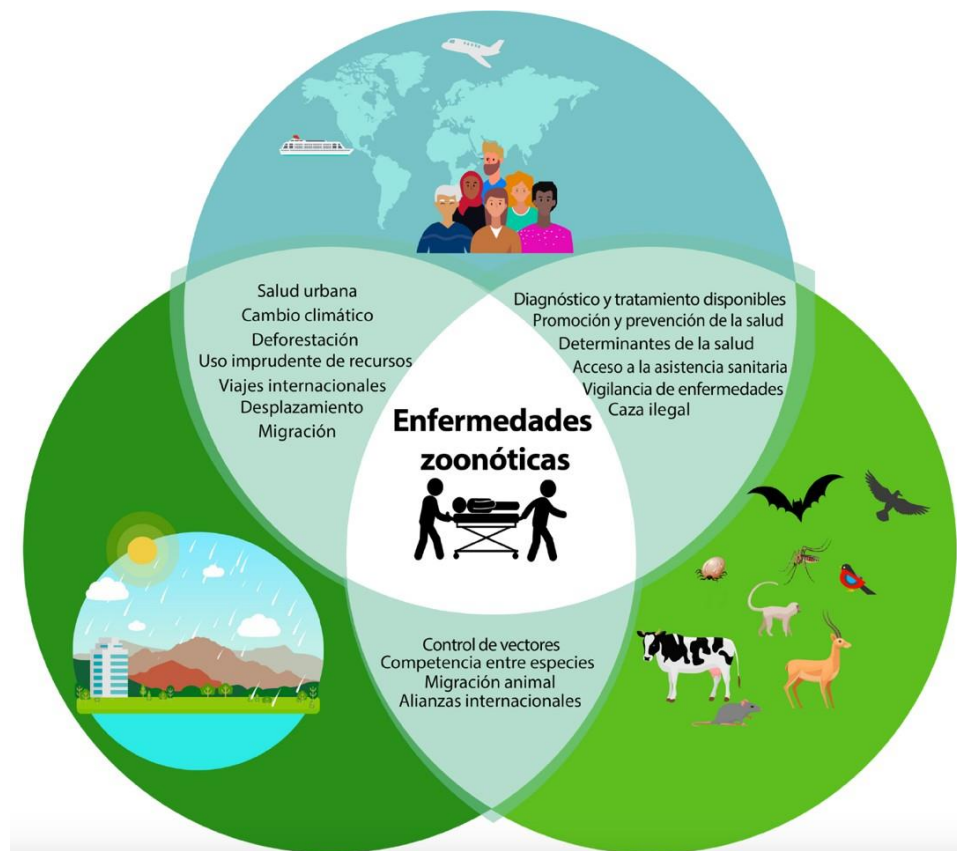 Salud urbana
Cambio climático
Deforestación
Uso imprudente de recursos
Viajes internacionales
Desplazamiento
Migración
Diagnóstico y tratamiento disponibles
Promoción y prevención de la salud
Determinantes de la salud
Acceso a la asistencia sanitaria
Vigilancia de enfermedades
Caza ilegal
Enfermedades
zoonóticas
Control de vectores
Competencia entre especies
Migración animal
Alianzas internacionales